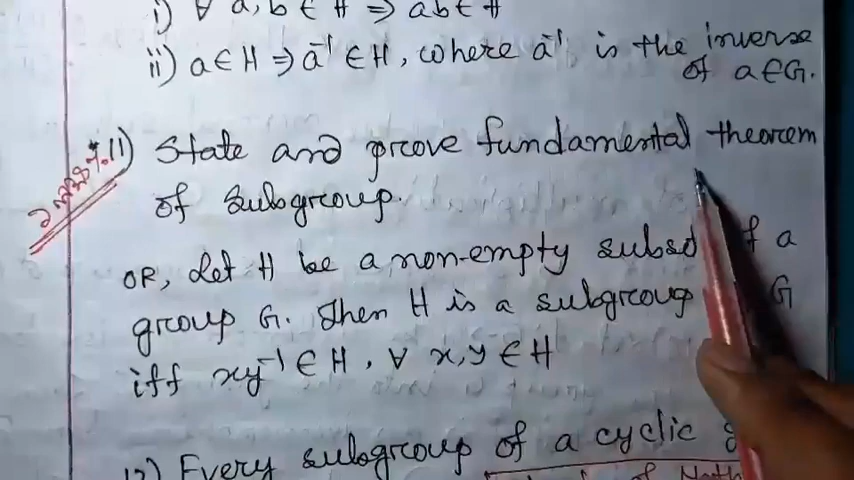 i) ∀ a, b ∈ H ⇒ ab ∈ H
ii) a ∈ H ⇒ a⁻¹ ∈ H, where a⁻¹ is the inverse
of a ∈ G.
11) State and prove fundamental theorem
of subgroup.
OR, Let H be a non-empty subset of a
group G. Then H is a subgroup G
iff xy⁻¹ ∈ H, ∀ x, y ∈ H
12) Every subgroup of a cyclic